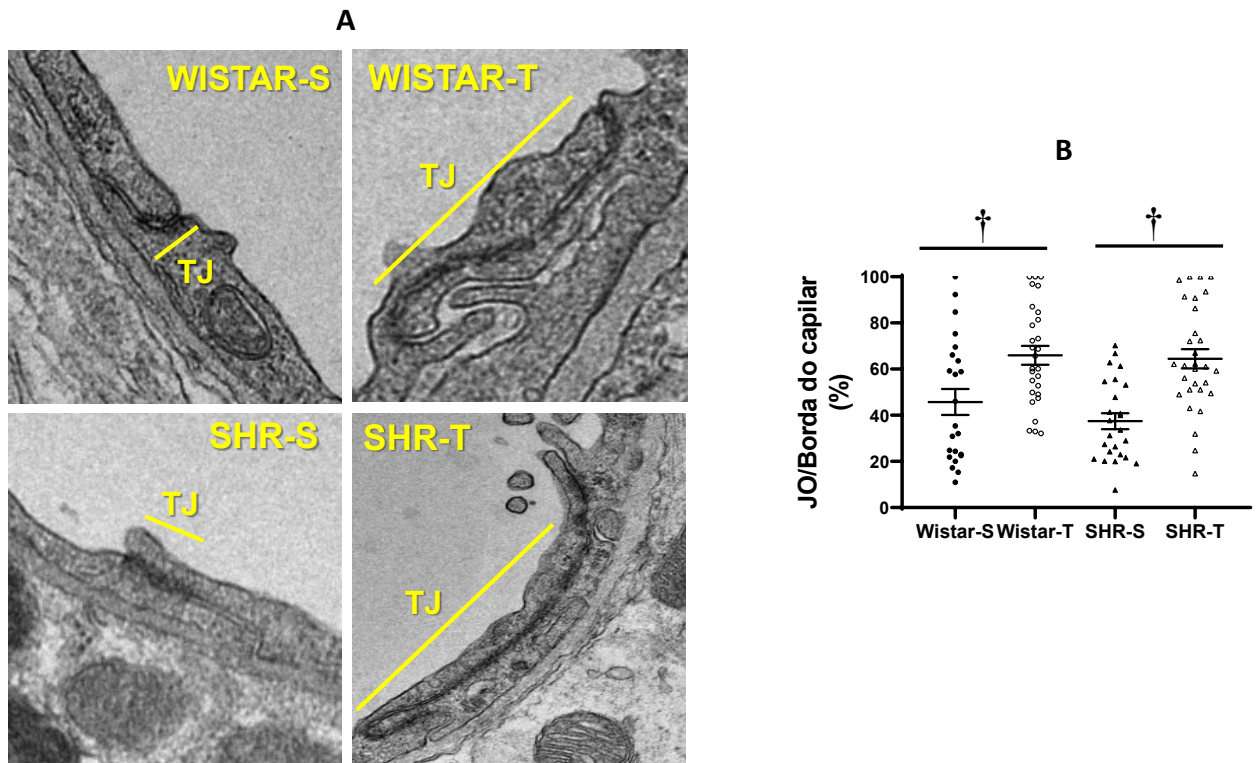 A
WISTAR-S
TJ
WISTAR-T
TJ
SHR-S
TJ
SHR-T
TJ
B
† †
JO/Borda do capilar
(%)
100
80
60
40
20
0
Wistar-S Wistar-T SHR-S SHR-T